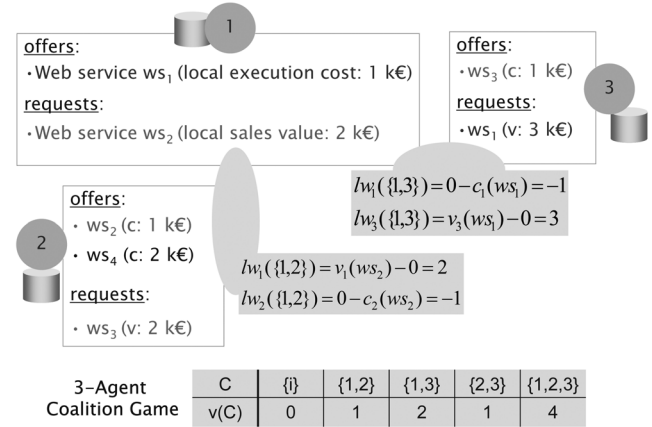 1
offers:
•Web service ws₁ (local execution cost: 1 k€)
requests:
•Web service ws₂ (local sales value: 2 k€)
offers:
•ws₃ (c: 1 k€)
requests:
•ws₁ (v: 3 k€)
3
lw₁({1,3})=0−c₁(ws₁)=−1
lw₃({1,3})=v₃(ws₁)−0=3
2
offers:
• ws₂ (c: 1 k€)
• ws₄ (c: 2 k€)
requests:
• ws₃ (v: 2 k€)
lw₁({1,2})=v₁(ws₂)−0=2
lw₂({1,2})=0−c₂(ws₂)=−1
3-Agent
Coalition Game
C {i} {1,2} {1,3} {2,3} {1,2,3}
v(C) 0 1 2 1 4